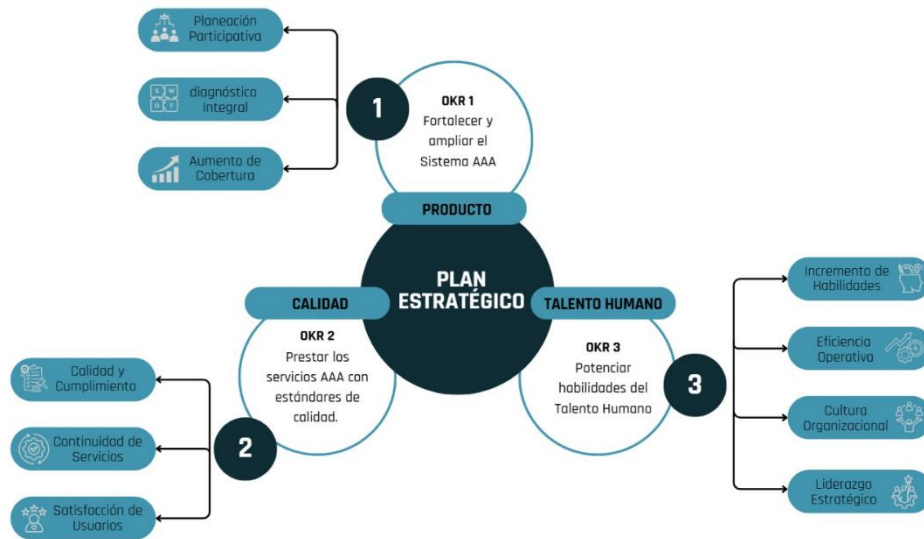 Planeación
Participativa
diagnóstico
Integral
Aumento de
Cobertura
1
OKR 1
Fortalecer y
ampliar el
Sistema AAA
PRODUCTO
PLAN
ESTRATÉGICO
CALIDAD
OKR 2
Prestar los
servicios AAA con
estándares de
calidad.
2
Calidad y
Cumplimiento
Continuidad de
Servicios
Satisfacción de
Usuarios
TALENTO HUMANO
OKR 3
Potenciar
habilidades del
Talento Humano
3
Incremento de
Habilidades
Eficiencia
Operativa
Cultura
Organizacional
Liderazgo
Estratégico
S W
O T